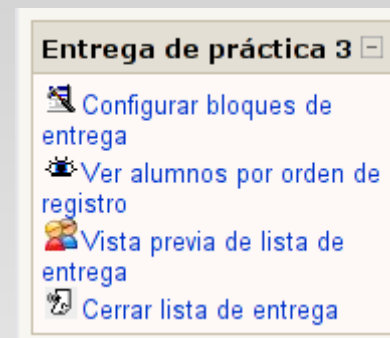 Entrega de práctica 3
Configurar bloques de
entrega
Ver alumnos por orden de
registro
Vista previa de lista de
entrega
Cerrar lista de entrega